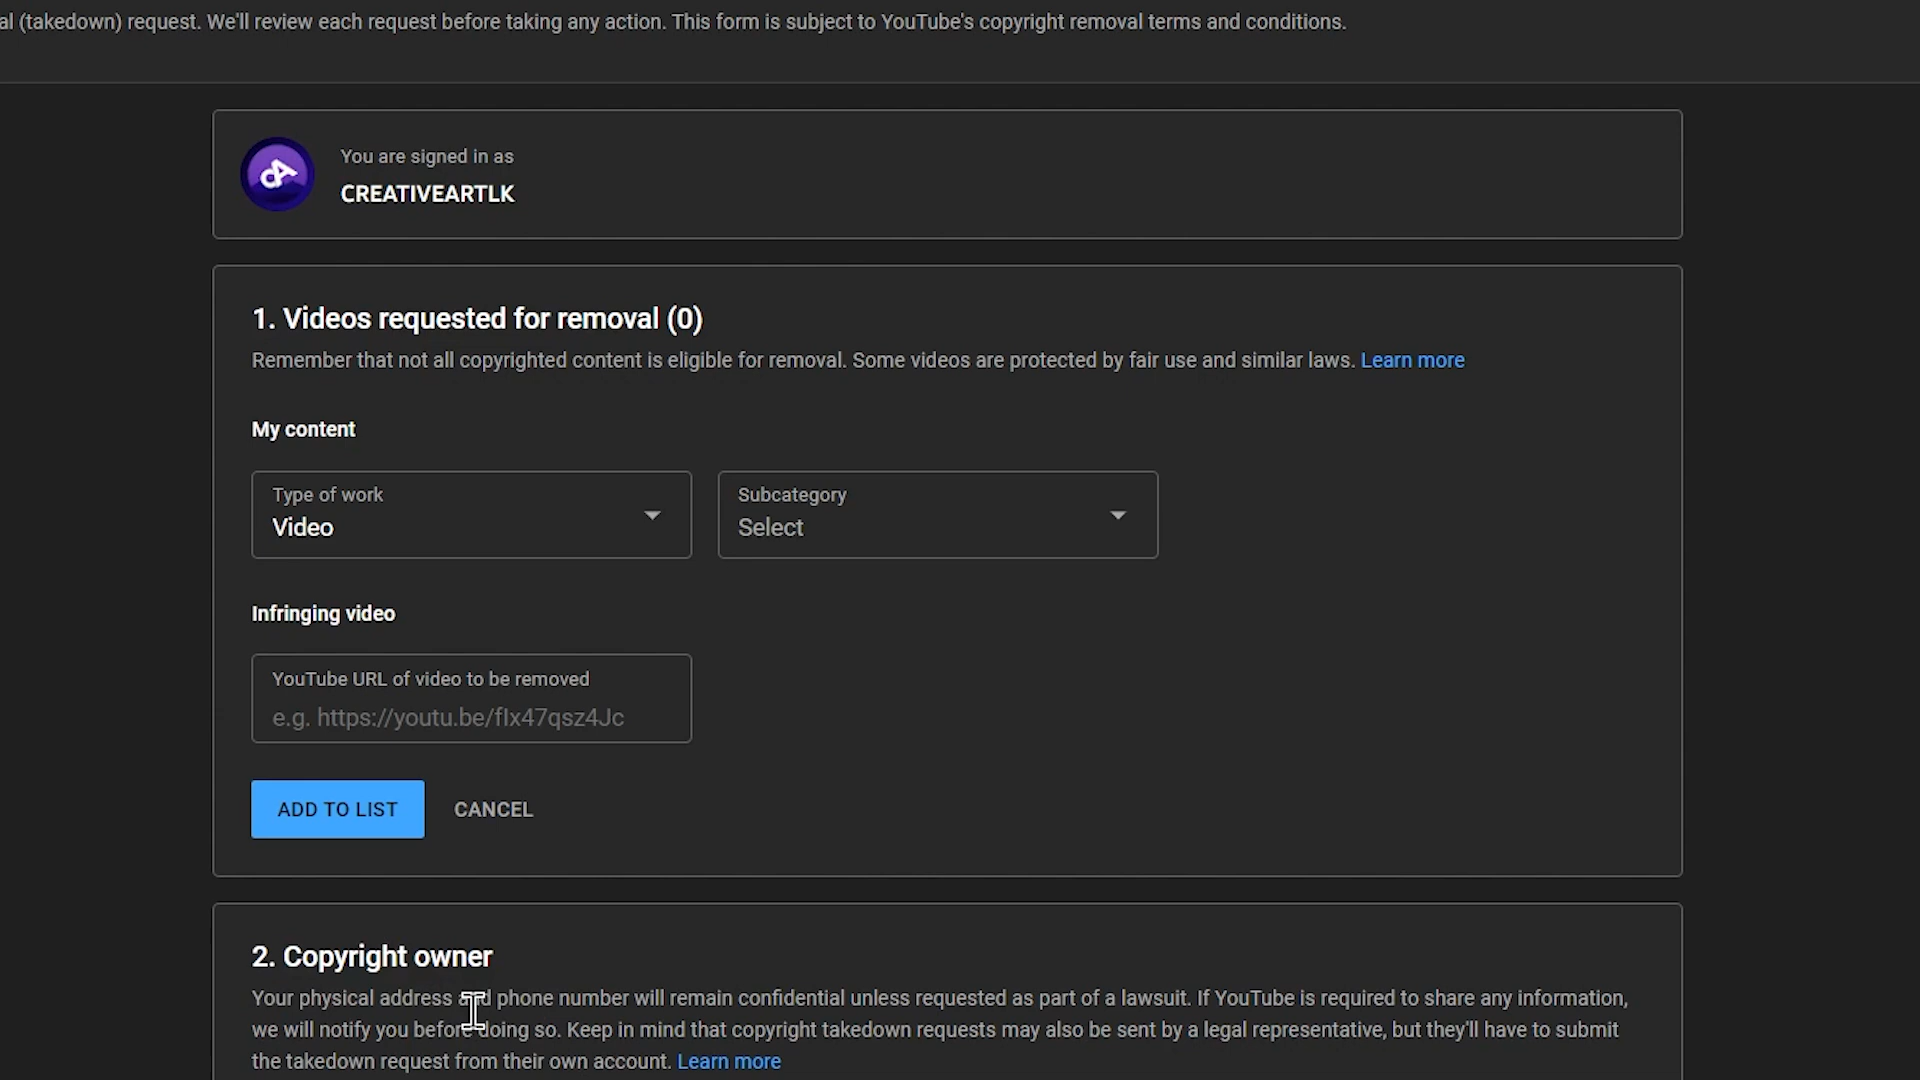 al (takedown) request. We'll review each request before taking any action. This form is subject to YouTube's copyright removal terms and conditions.
CA
You are signed in as
CREATIVEARTLK
1. Videos requested for removal (0)
Remember that not all copyrighted content is eligible for removal. Some videos are protected by fair use and similar laws. Learn more
My content
Type of work
Video
Subcategory
Select
Infringing video
YouTube URL of video to be removed
e.g. https://youtu.be/fIx47qsz4Jc
ADD TO LIST
CANCEL
2. Copyright owner
Your physical address and phone number will remain confidential unless requested as part of a lawsuit. If YouTube is required to share any information,
we will notify you before doing so. Keep in mind that copyright takedown requests may also be sent by a legal representative, but they'll have to submit
the takedown request from their own account. Learn more